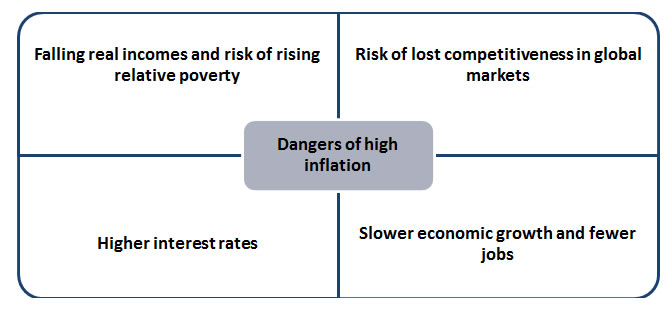 Falling real incomes and risk of rising
relative poverty
Risk of lost competitiveness in global
markets
Dangers of high
inflation
Higher interest rates
Slower economic growth and fewer
jobs